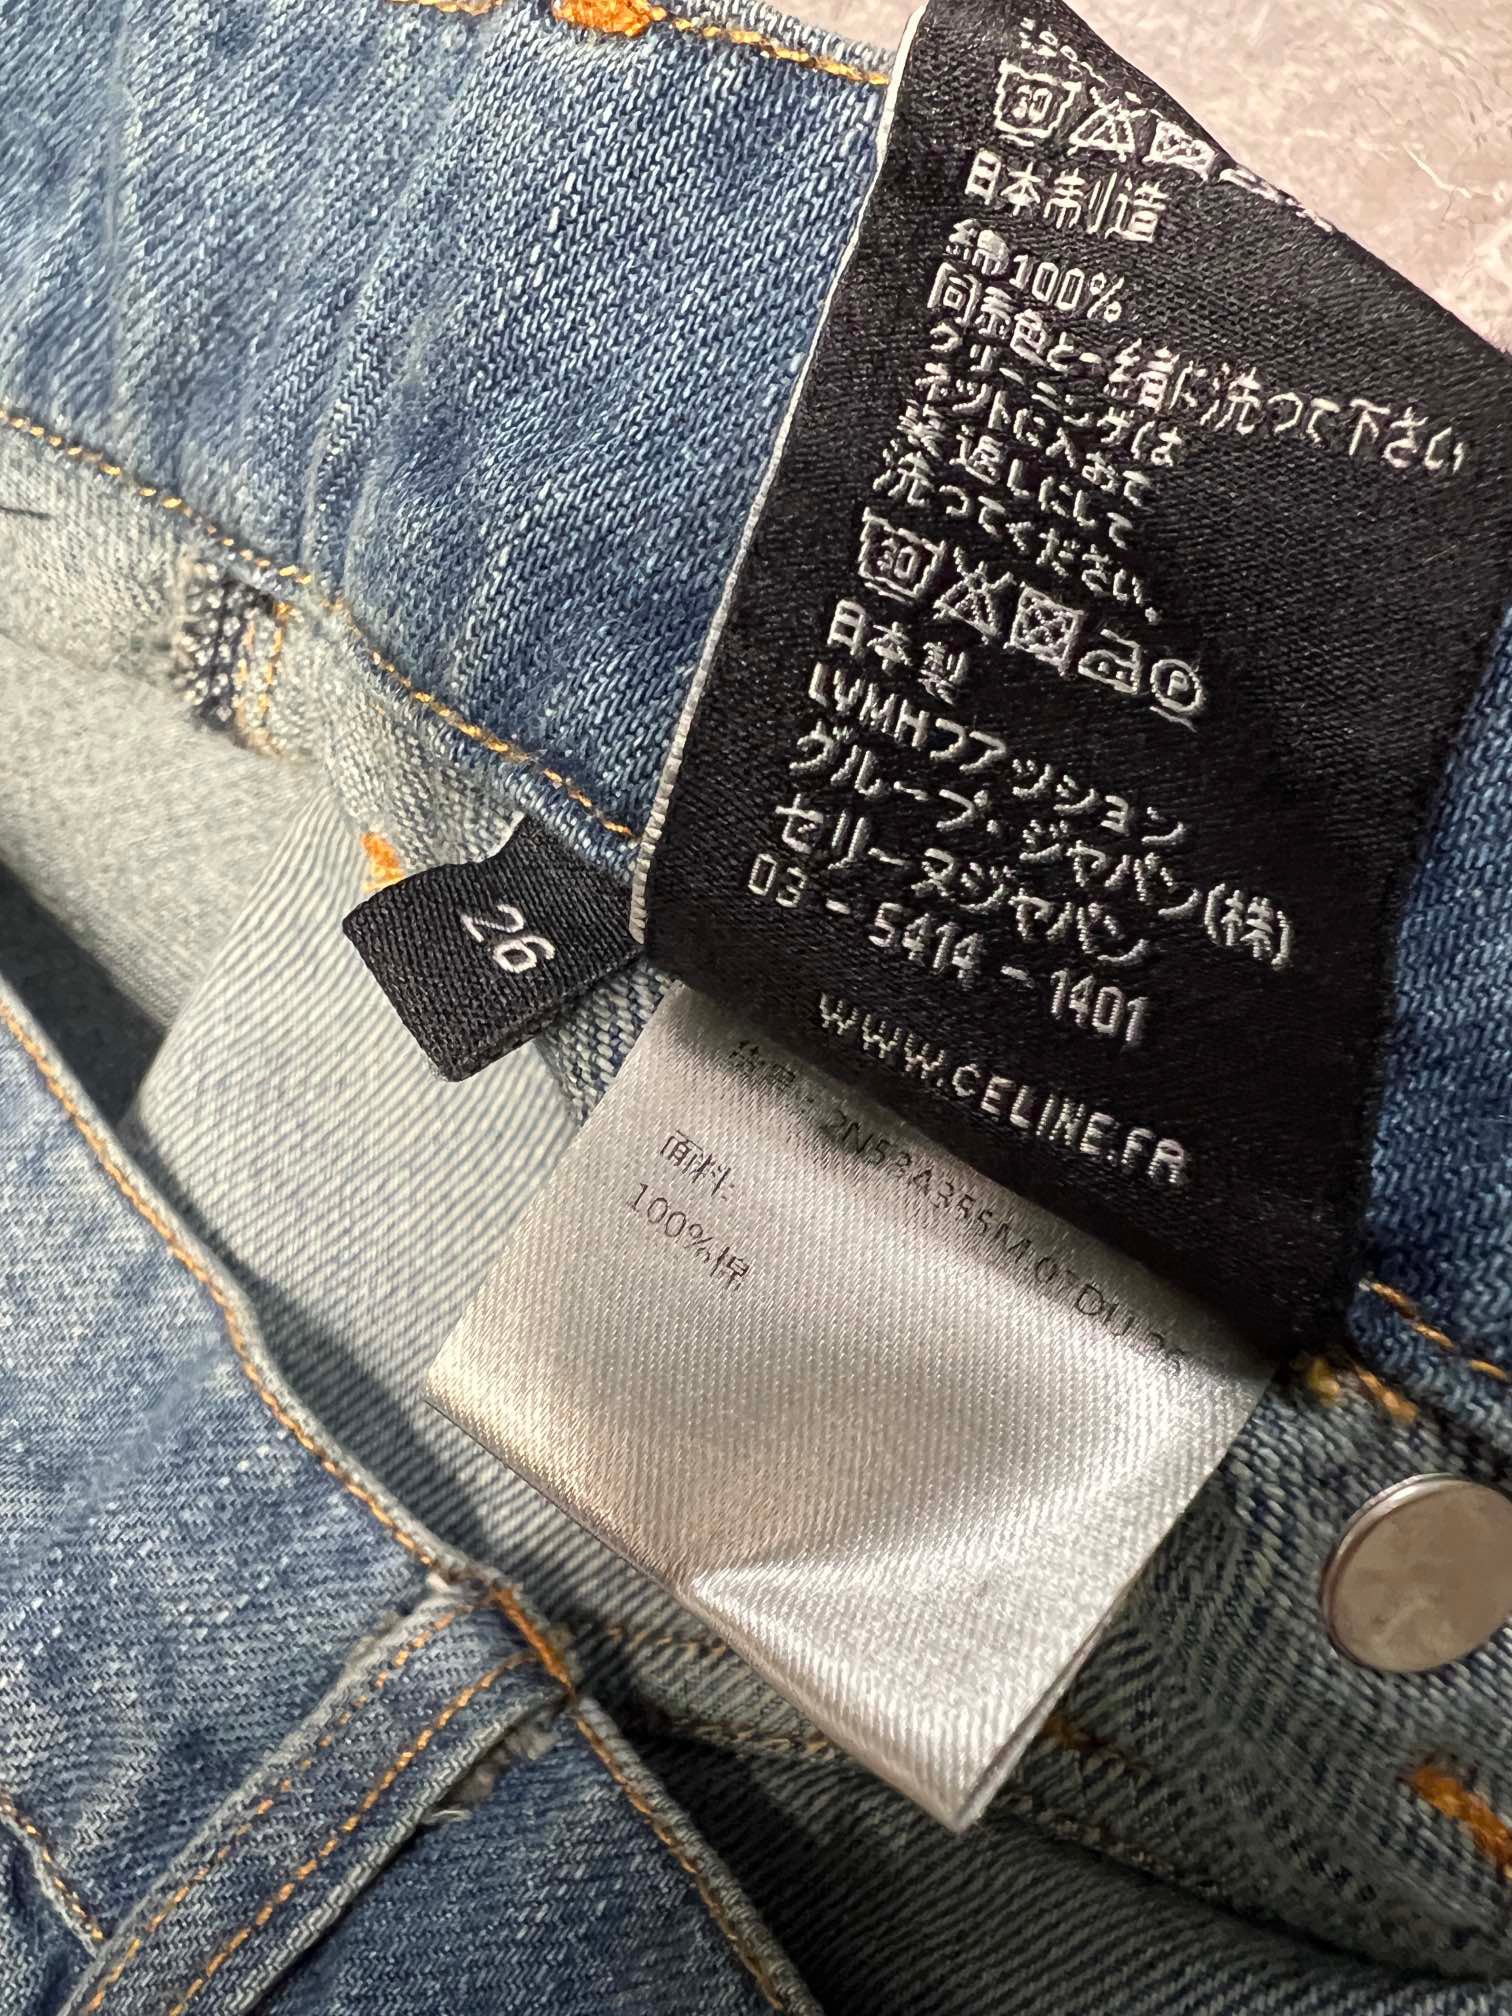 日本制造
綿100%
同系色と一緒に洗って下さい
クリーニングは
ネットに入れて
裏返しにして
洗ってください。
30
日本製
LVMHファッション
グループ・ジャパン(株)
セリーヌジャパン
03-5414-1401
WWW.CELINE.FR
26
2N53A355M.07DU.26
面料:
100%棉